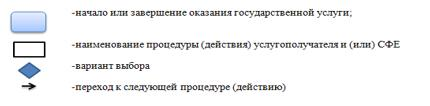 -начало или завершение оказания государственной услуги;
-наименование процедуры (действия) услугополучателя и (или) СФЕ
-вариант выбора
-переход к следующей процедуре (действию)